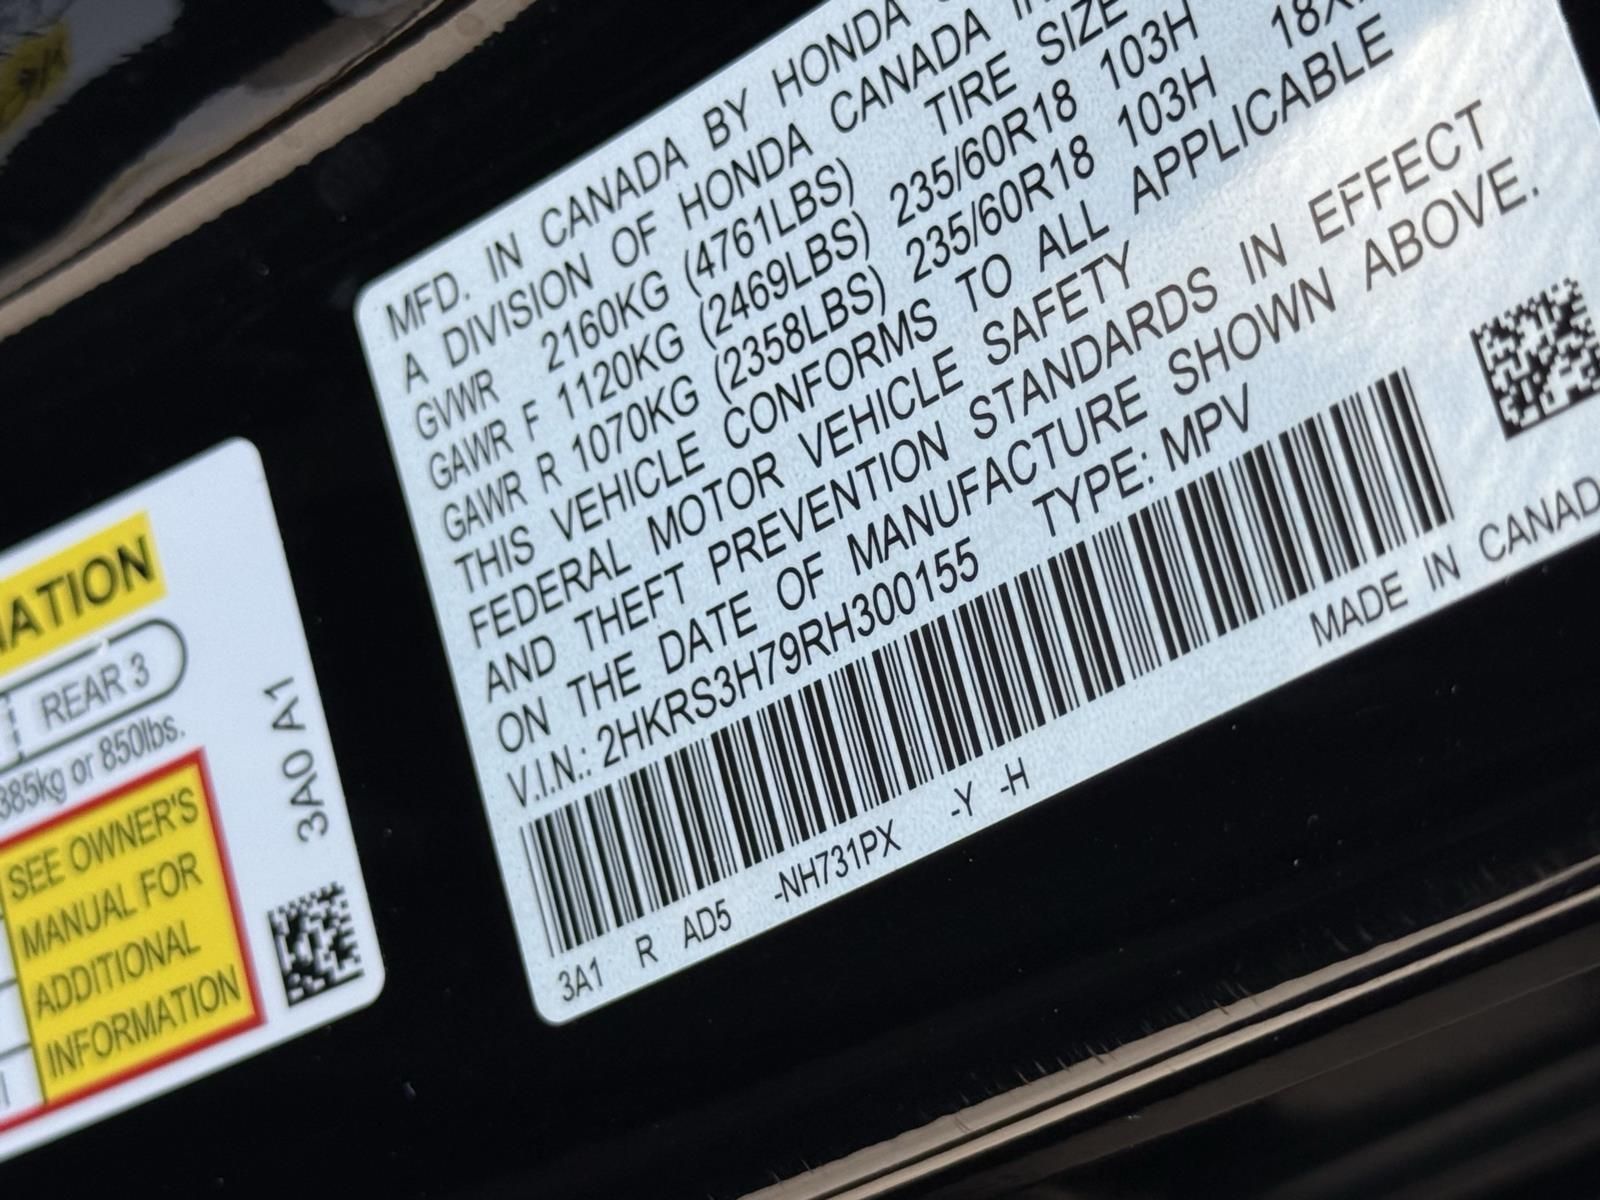 MFD. IN CANADA BY HONDA
A DIVISION OF HONDA CANADA
TIRE SIZE
GVWR 2160KG (4761LBS)
GAWR F 1120KG (2469LBS) 235/60R18 103H
GAWR R 1070KG (2358LBS) 235/60R18 103H
THIS VEHICLE CONFORMS TO ALL APPLICABLE
FEDERAL MOTOR VEHICLE SAFETY
AND THEFT PREVENTION STANDARDS IN EFFECT
ON THE DATE OF MANUFACTURE SHOWN ABOVE.
V.I.N.: 2HKRS3H79RH300155 TYPE: MPV
3A1 R AD5 -NH731PX -Y -H
MADE IN CANAD
REAR 3
385kg or 850lbs.
SEE OWNER'S
MANUAL FOR
ADDITIONAL
INFORMATION
3A0 A1